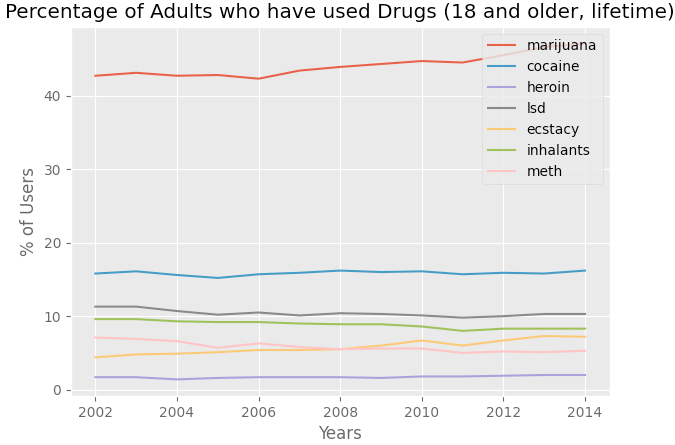 Percentage of Adults who have used Drugs (18 and older, lifetime)
marijuana
cocaine
heroin
lsd
ecstacy
inhalants
meth
% of Users
40
30
20
10
0
2002 2004 2006 2008 2010 2012 2014
Years